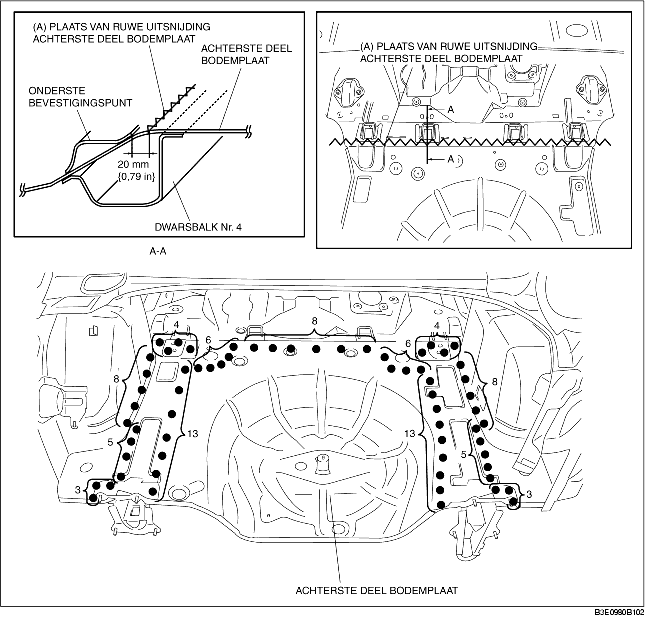 (A) PLAATS VAN RUWE UITSNIJDING
ACHTERSTE DEEL BODEMPLAAT
ACHTERSTE DEEL
BODEMPLAAT
ONDERSTE
BEVESTIGINGSPUNT
20 mm
{0,79 in}
DWARSBALK Nr. 4
A-A
(A) PLAATS VAN RUWE UITSNIJDING
ACHTERSTE DEEL BODEMPLAAT
A
A
8
4
4
6
6
8
8
13
13
5
5
3
3
ACHTERSTE DEEL BODEMPLAAT
B3E0980B102